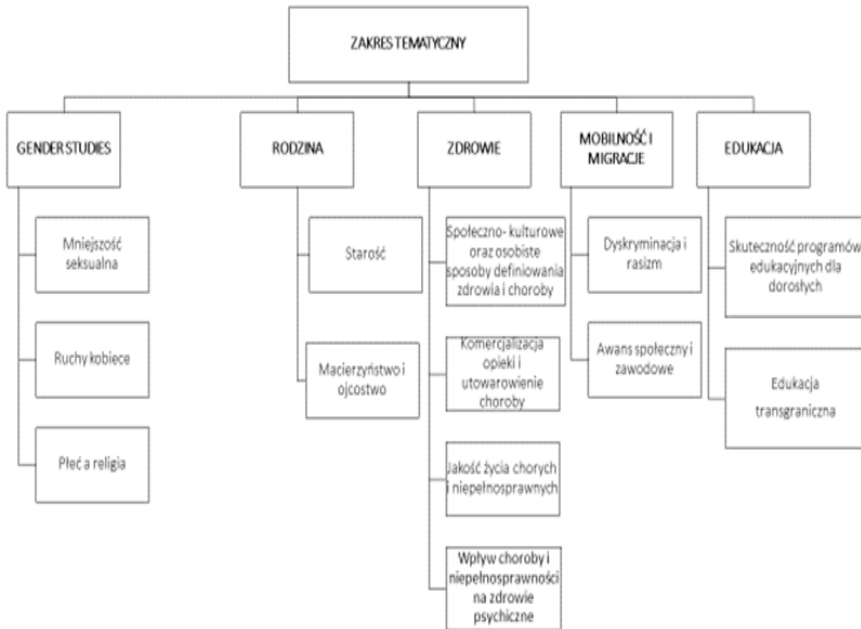 ZAKRES TEMATYCZNY
GENDER STUDIES
Mniejszość
seksualna
Ruchy kobiece
Płeć a religia
RODZINA
Starość
Macierzyństwo i
ojcostwo
ZDROWIE
Społeczno- kulturowe
oraz osobiste
sposoby definiowania
zdrowia i choroby
Komercjalizacja
opieki i
utowarowienie
choroby
Jakość życia chorych
i niepełnosprawnych
Wpływ choroby i
niepełnosprawności
na zdrowie
psychiczne
MOBILNOŚĆ I
MIGRACJE
Dyskryminacja i
rasizm
Awans społeczny i
zawodowe
EDUKACJA
Skuteczność programów
edukacyjnych dla
dorosłych
Edukacja
transgraniczna